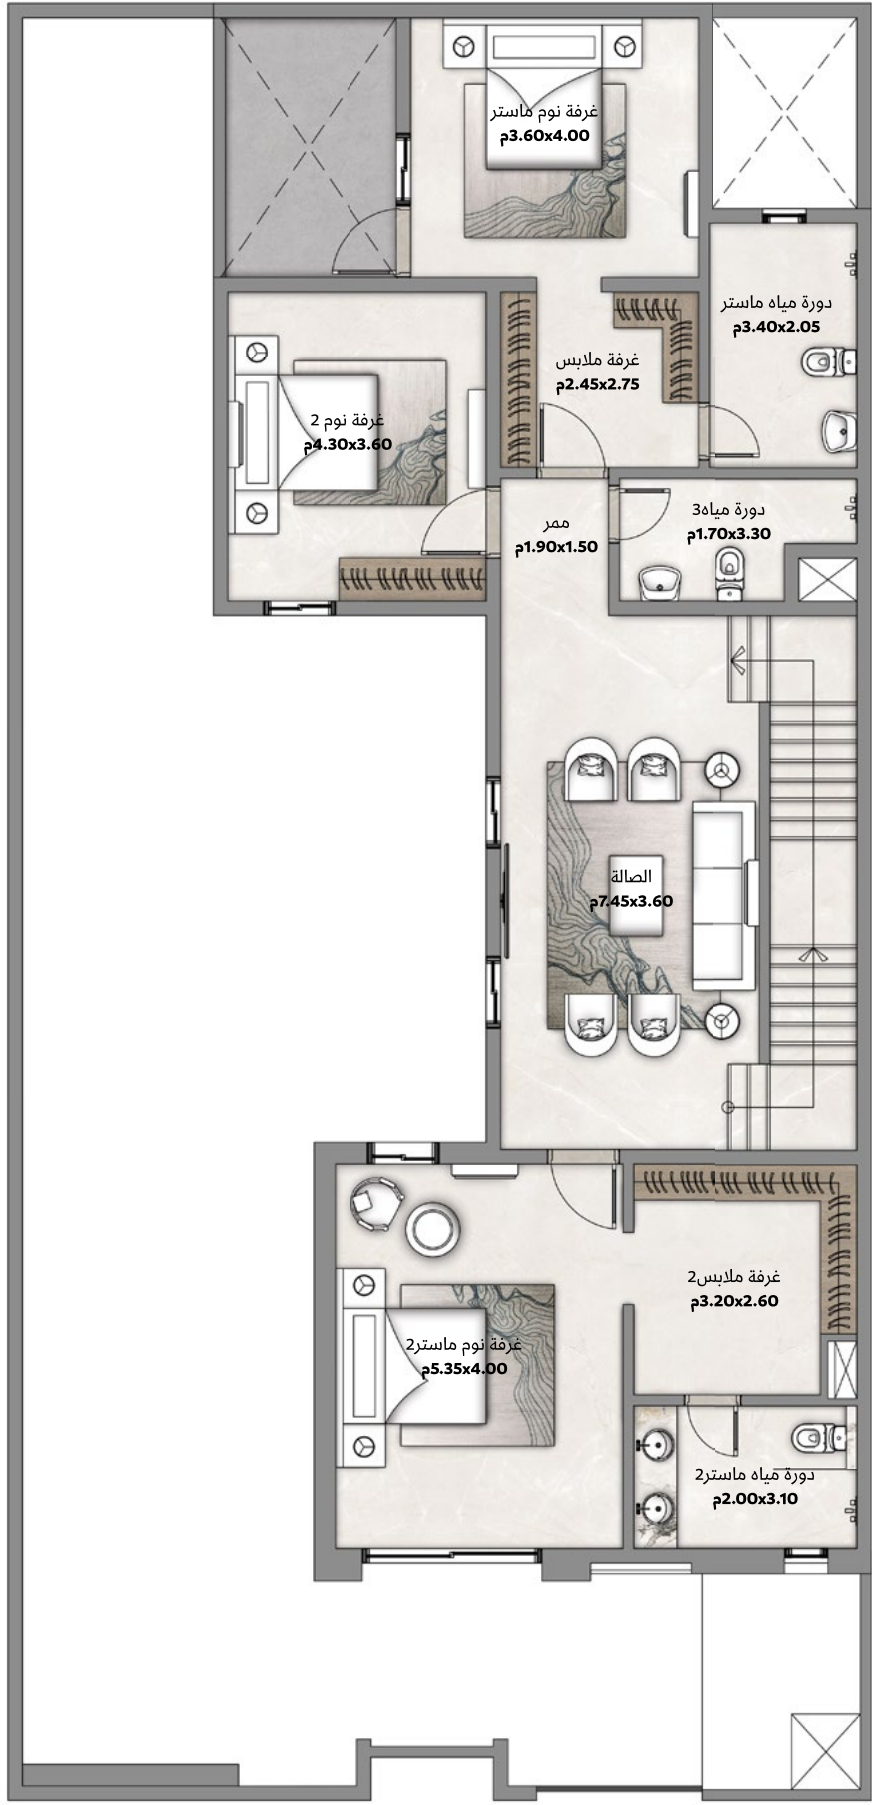 غرفة نوم ماستر
3.60x4.00م
دورة مياه ماستر
3.40x2.05م
غرفة ملابس
2.45x2.75م
غرفة نوم 2
4.30x3.60م
دورة مياه3
1.70x3.30م
ممر
1.90x1.50م
الصالة
7.45x3.60م
غرفة ملابس2
3.20x2.60م
غرفة نوم ماستر2
5.35x4.00م
دورة مياه ماستر2
2.00x3.10م